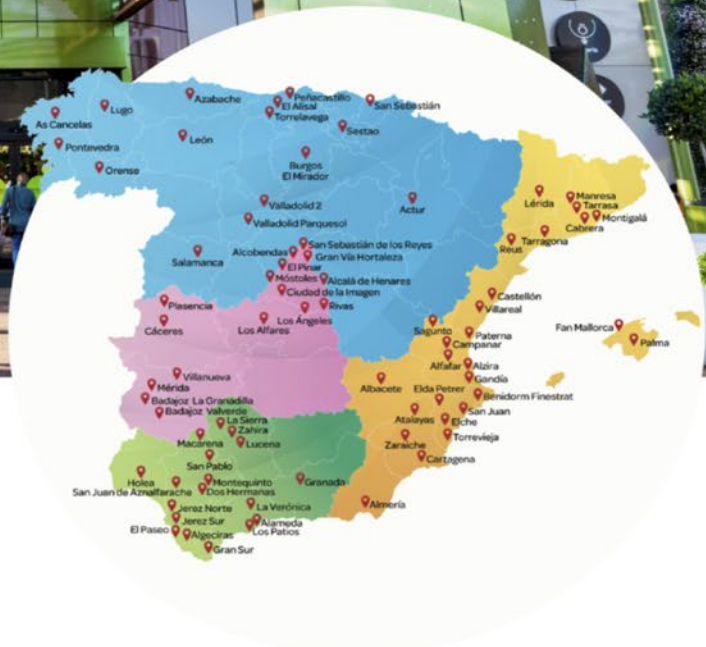 Azabache
Peñacastillo
El Alisal
San Sebastián
Lugo
Torrelavega
As Cancelas
Sestao
León
Pontevedra
Burgos
El Mirador
Orense
Valladolid 2
Actur
Lérida
Manresa
Tarrasa
Montigalá
Cabrera
Valladolid Parquesol
Tarragona
Reus
San Sebastián de los Reyes
Alcobendas
Gran Vía Hortaleza
Salamanca
El Pinar
Móstoles
Alcalá de Henares
Ciudad de la Imagen
Castellón
Plasencia
Rivas
Villareal
Los Ángeles
Cáceres
Los Alfares
Sagunto
Paterna
Fan Mallorca
Campanar
Palma
Alfafar
Alzira
Villanueva
Gandía
Mérida
Albacete
Elda Petrer
Benidorm Finestrat
Badajoz La Granadilla
Badajoz Valverde
San Juan
La Sierra
Atalayas
Elche
Zahira
Torrevieja
Macarena
Lucena
Zaraiche
Cartagena
San Pablo
Holea
Montequinto
Granada
San Juan de Aznalfarache
Dos Hermanas
Jerez Norte
La Verónica
Almería
Jerez Sur
Alameda
El Paseo
Algeciras
Los Patios
Gran Sur